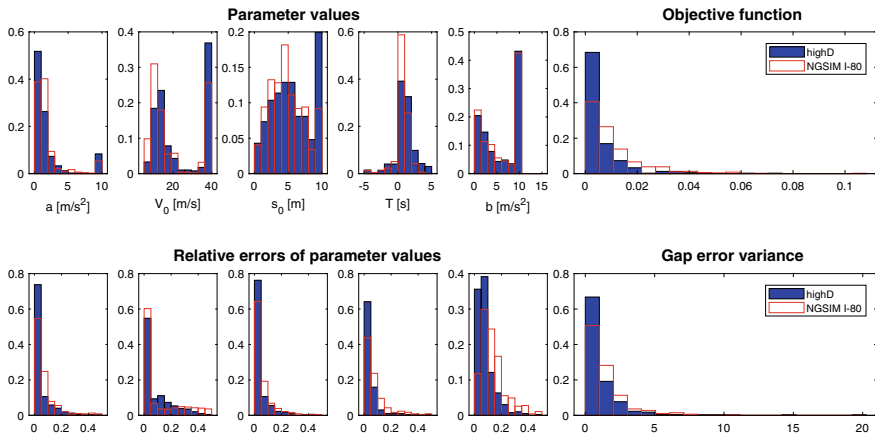 Parameter values
Objective function
0.6
0.4
0.2
0
0 5 10
a [m/s²]
0.4
0.3
0.2
0.1
0
20 40
V₀ [m/s]
0.2
0.15
0.1
0.05
0
0 5 10
s₀ [m]
0.6
0.4
0.2
0
-5 0 5
T [s]
0.5
0.4
0.3
0.2
0.1
0
0 5 10 15
b [m/s²]
0.8
0.6
0.4
0.2
0
0 0.02 0.04 0.06 0.08 0.1
highD
NGSIM I-80
Relative errors of parameter values
Gap error variance
0.8
0.6
0.4
0.2
0
0 0.2 0.4
0.8
0.6
0.4
0.2
0
0 0.2 0.4
0.8
0.6
0.4
0.2
0
0 0.2 0.4
0.8
0.6
0.4
0.2
0
0 0.2 0.4
0.4
0.3
0.2
0.1
0
0 0.2 0.4
0.8
0.6
0.4
0.2
0
0 5 10 15 20
highD
NGSIM I-80